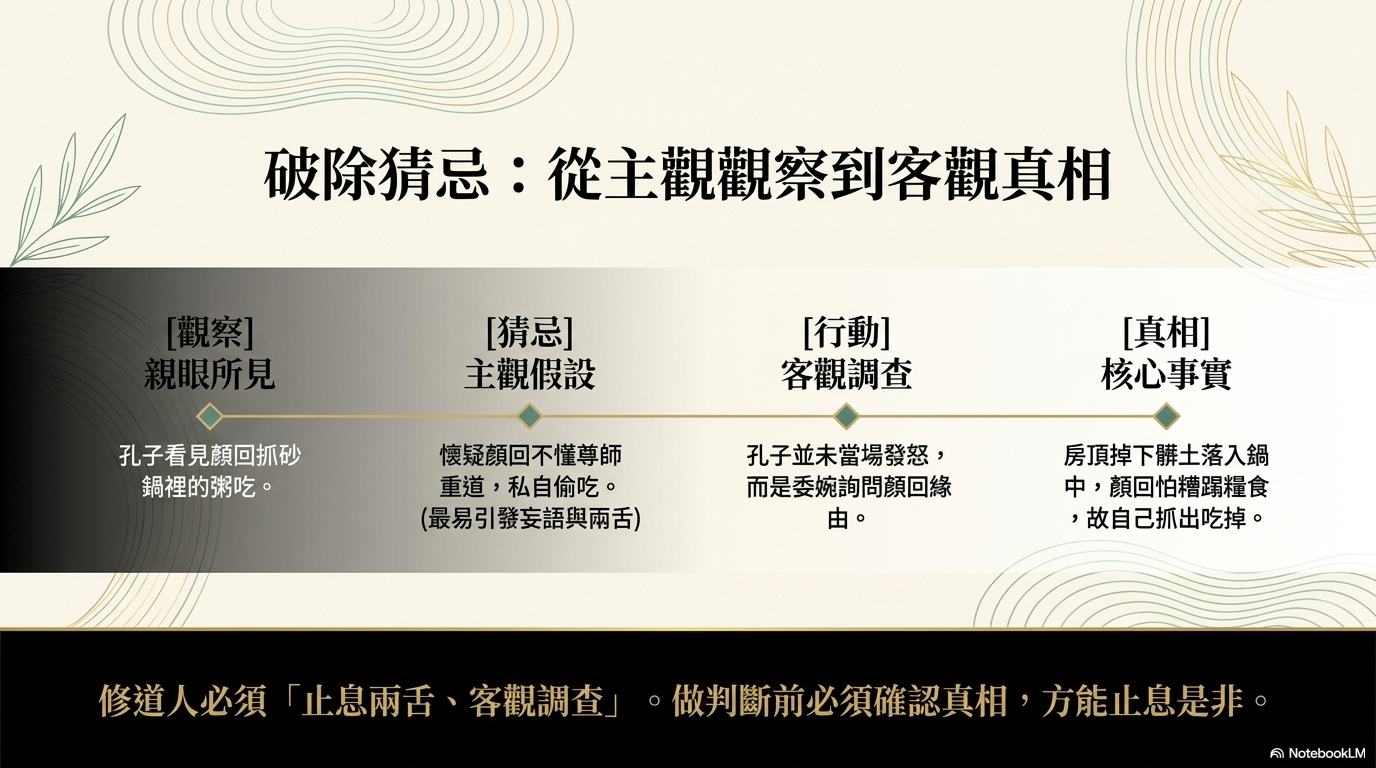 破除猜忌：從主觀觀察到客觀真相
[觀察]
親眼所見
孔子看見顏回抓砂
鍋裡的粥吃。
[猜忌]
主觀假設
懷疑顏回不懂尊師
重道，私自偷吃。
(最易引發妄語與兩舌)
[行動]
客觀調查
孔子並未當場發怒，
而是委婉詢問顏回緣
由。
[真相]
核心事實
房頂掉下髒土落入鍋
中，顏回怕糟蹋糧食
，故自己抓出吃掉。
修道人必須「止息兩舌、客觀調查」。做判斷前必須確認真相，方能止息是非。
NotebookLM